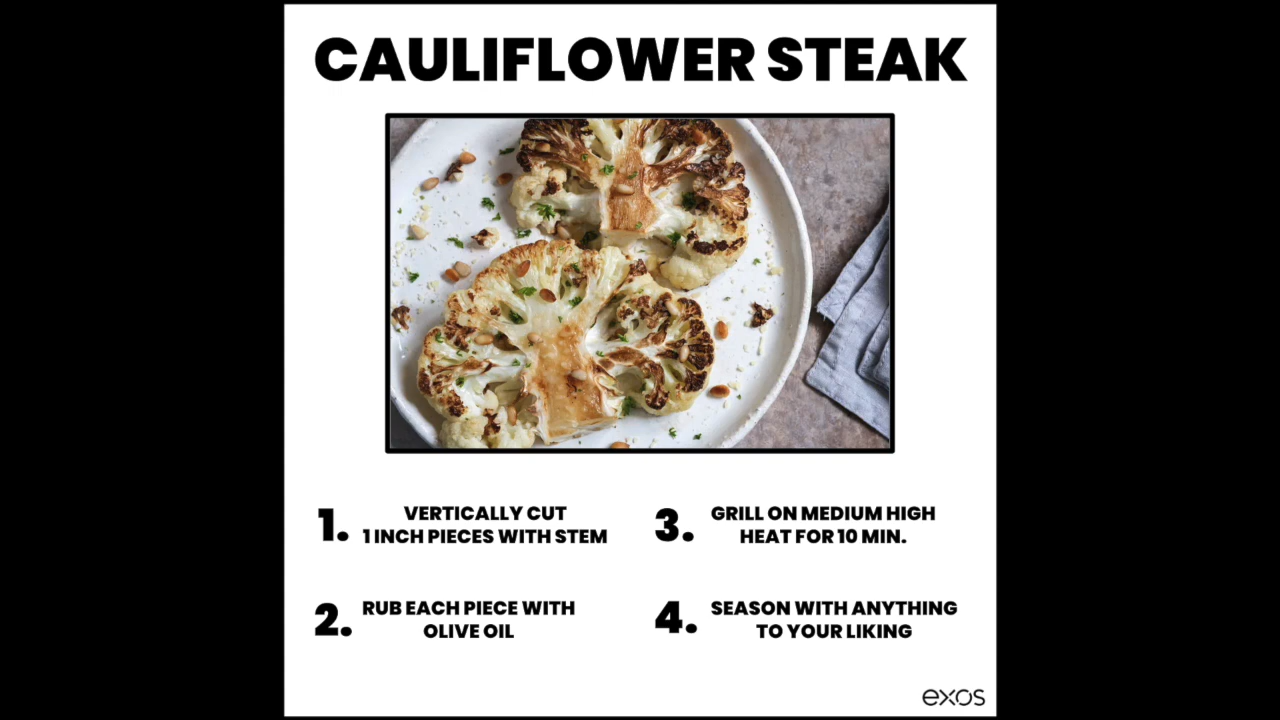 CAULIFLOWER STEAK
1. VERTICALLY CUT
1 INCH PIECES WITH STEM
2. RUB EACH PIECE WITH
OLIVE OIL
3. GRILL ON MEDIUM HIGH
HEAT FOR 10 MIN.
4. SEASON WITH ANYTHING
TO YOUR LIKING
exos